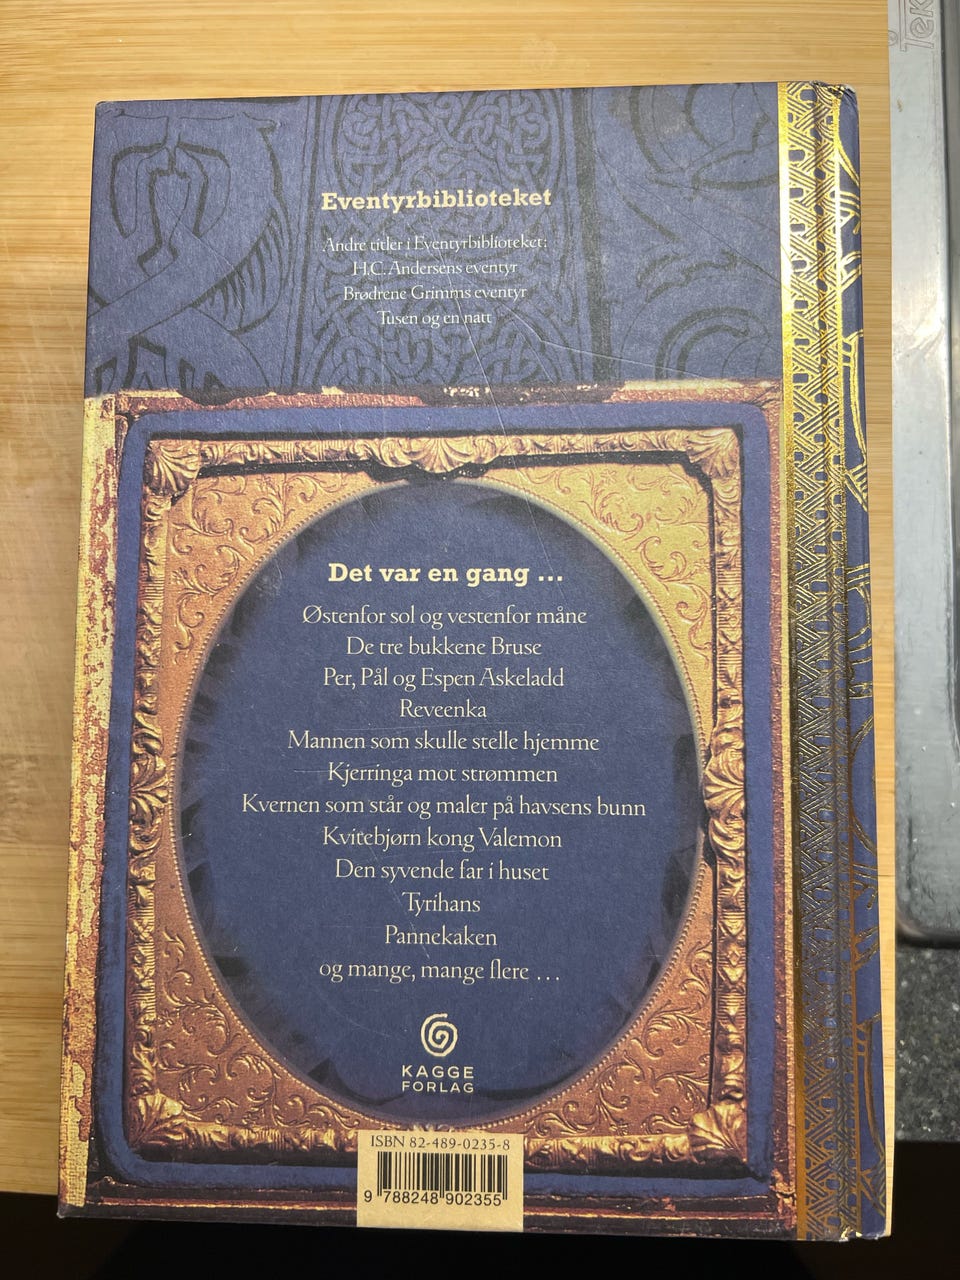 Tek
Eventyrbiblioteket
Andre titler i Eventyrbiblioteket:
H.C. Andersens eventyr
Brødrene Grimms eventyr
Tusen og en natt
Det var en gang ...
Østenfor sol og vestenfor måne
De tre bukkene Bruse
Per, Pål og Espen Askeladd
Reveenka
Mannen som skulle stelle hjemme
Kjerringa mot strømmen
Kvernen som står og maler på havsens bunn
Kvitebjørn kong Valemon
Den syvende far i huset
Tyrihans
Pannekaken
og mange, mange flere ...
KAGGE
FORLAG
ISBN 82-489-0235-8
9 788248 902355